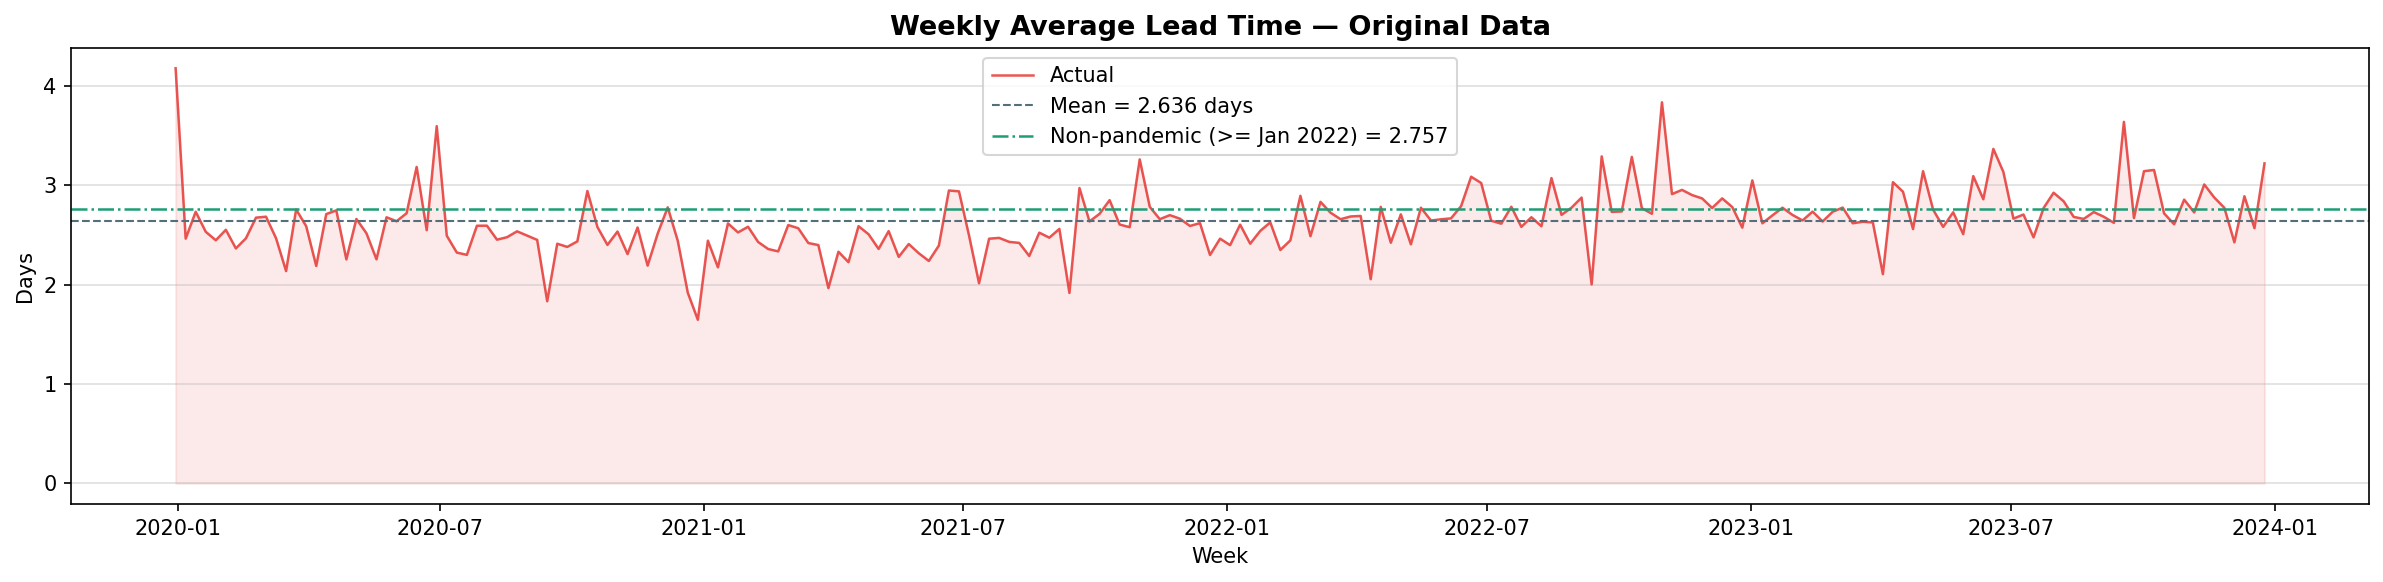 Weekly Average Lead Time — Original Data
Actual
Mean = 2.636 days
Non-pandemic (>= Jan 2022) = 2.757
Days
4
3
2
1
0
2020-01 2020-07 2021-01 2021-07 2022-01 2022-07 2023-01 2023-07 2024-01
Week